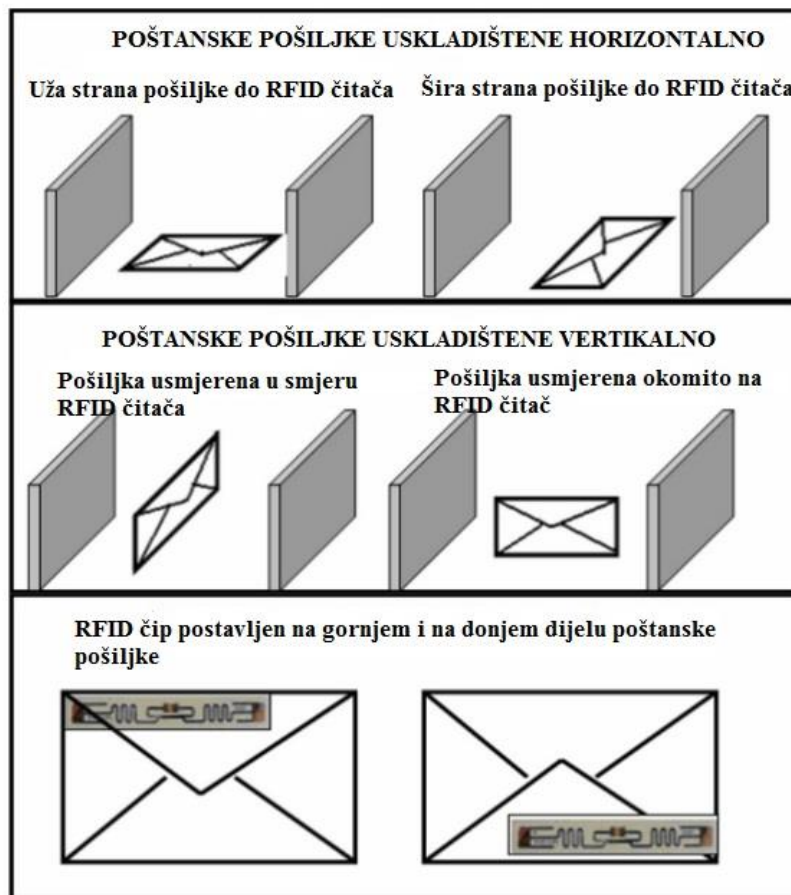 POŠTANSKE POŠILJKE USKLADIŠTENE HORIZONTALNO
Uža strana pošiljke do RFID čitača
Šira strana pošiljke do RFID čitača
POŠTANSKE POŠILJKE USKLADIŠTENE VERTIKALNO
Pošiljka usmjerena u smjeru
RFID čitača
Pošiljka usmjerena okomito na
RFID čitač
RFID čip postavljen na gornjem i na donjem dijelu poštanske
pošiljke